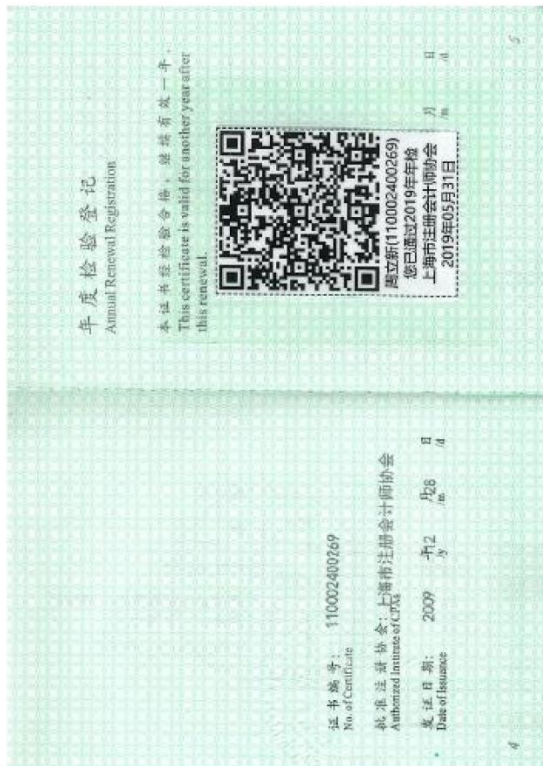 证书编号： 110002400269
No. of Certificate
批准注册协会：上海市注册会计师协会
Authorized Institute of CPAs
发证日期： 2009 年12 月28 日
Date of Issuance /y /m /d
4
年度检验登记
Annual Renewal Registration
本证书经检验合格，继续有效一年。
This certificate is valid for another year after
this renewal.
周立新(110002400269)
您已通过2019年年检
上海市注册会计师协会
2019年05月31日
月 日
/m /d
5